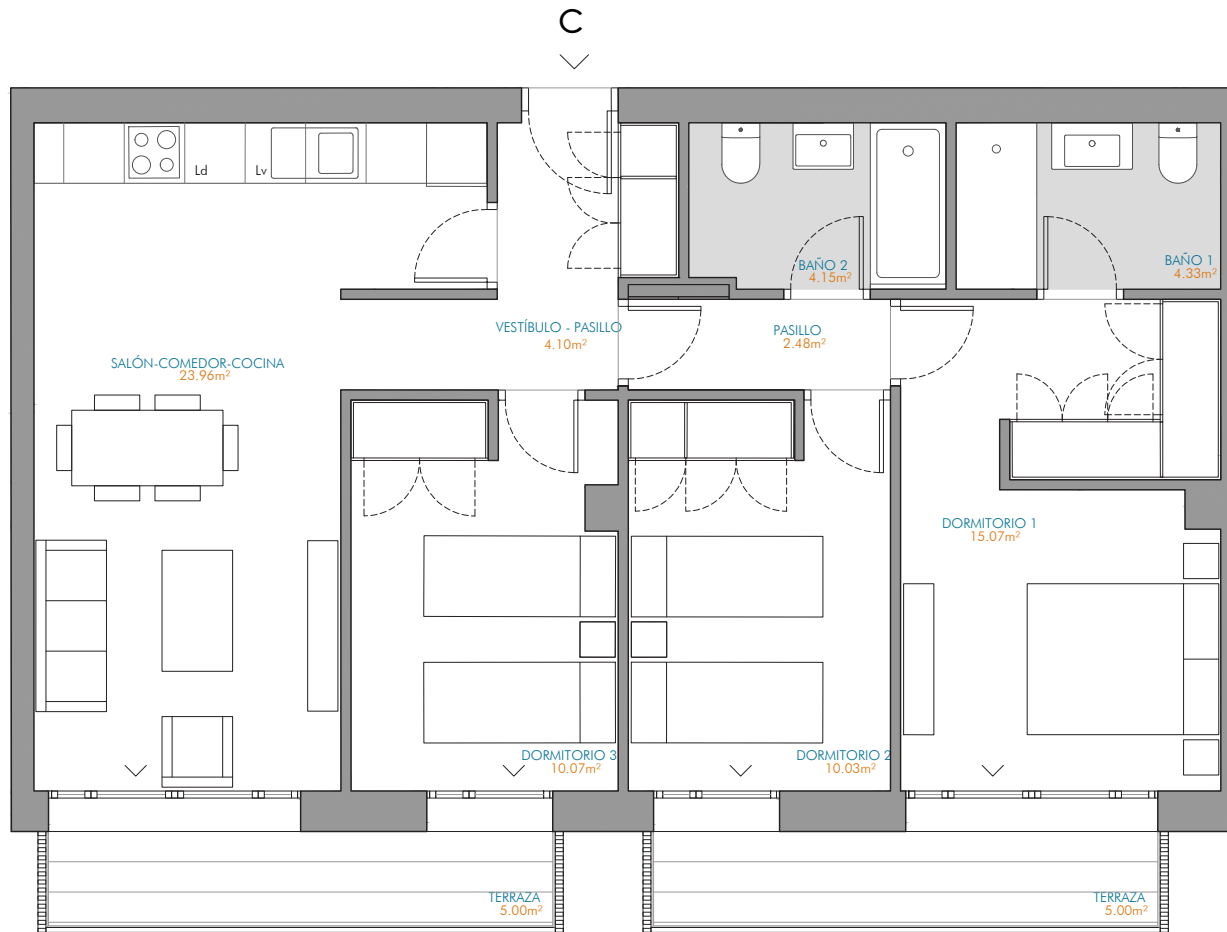 C
Ld
Lv
BAÑO 2
4.15m²
BAÑO 1
4.33m²
VESTÍBULO - PASILLO
4.10m²
PASILLO
2.48m²
SALÓN-COMEDOR-COCINA
23.96m²
DORMITORIO 1
15.07m²
DORMITORIO 3
10.07m²
DORMITORIO 2
10.03m²
TERRAZA
5.00m²
TERRAZA
5.00m²